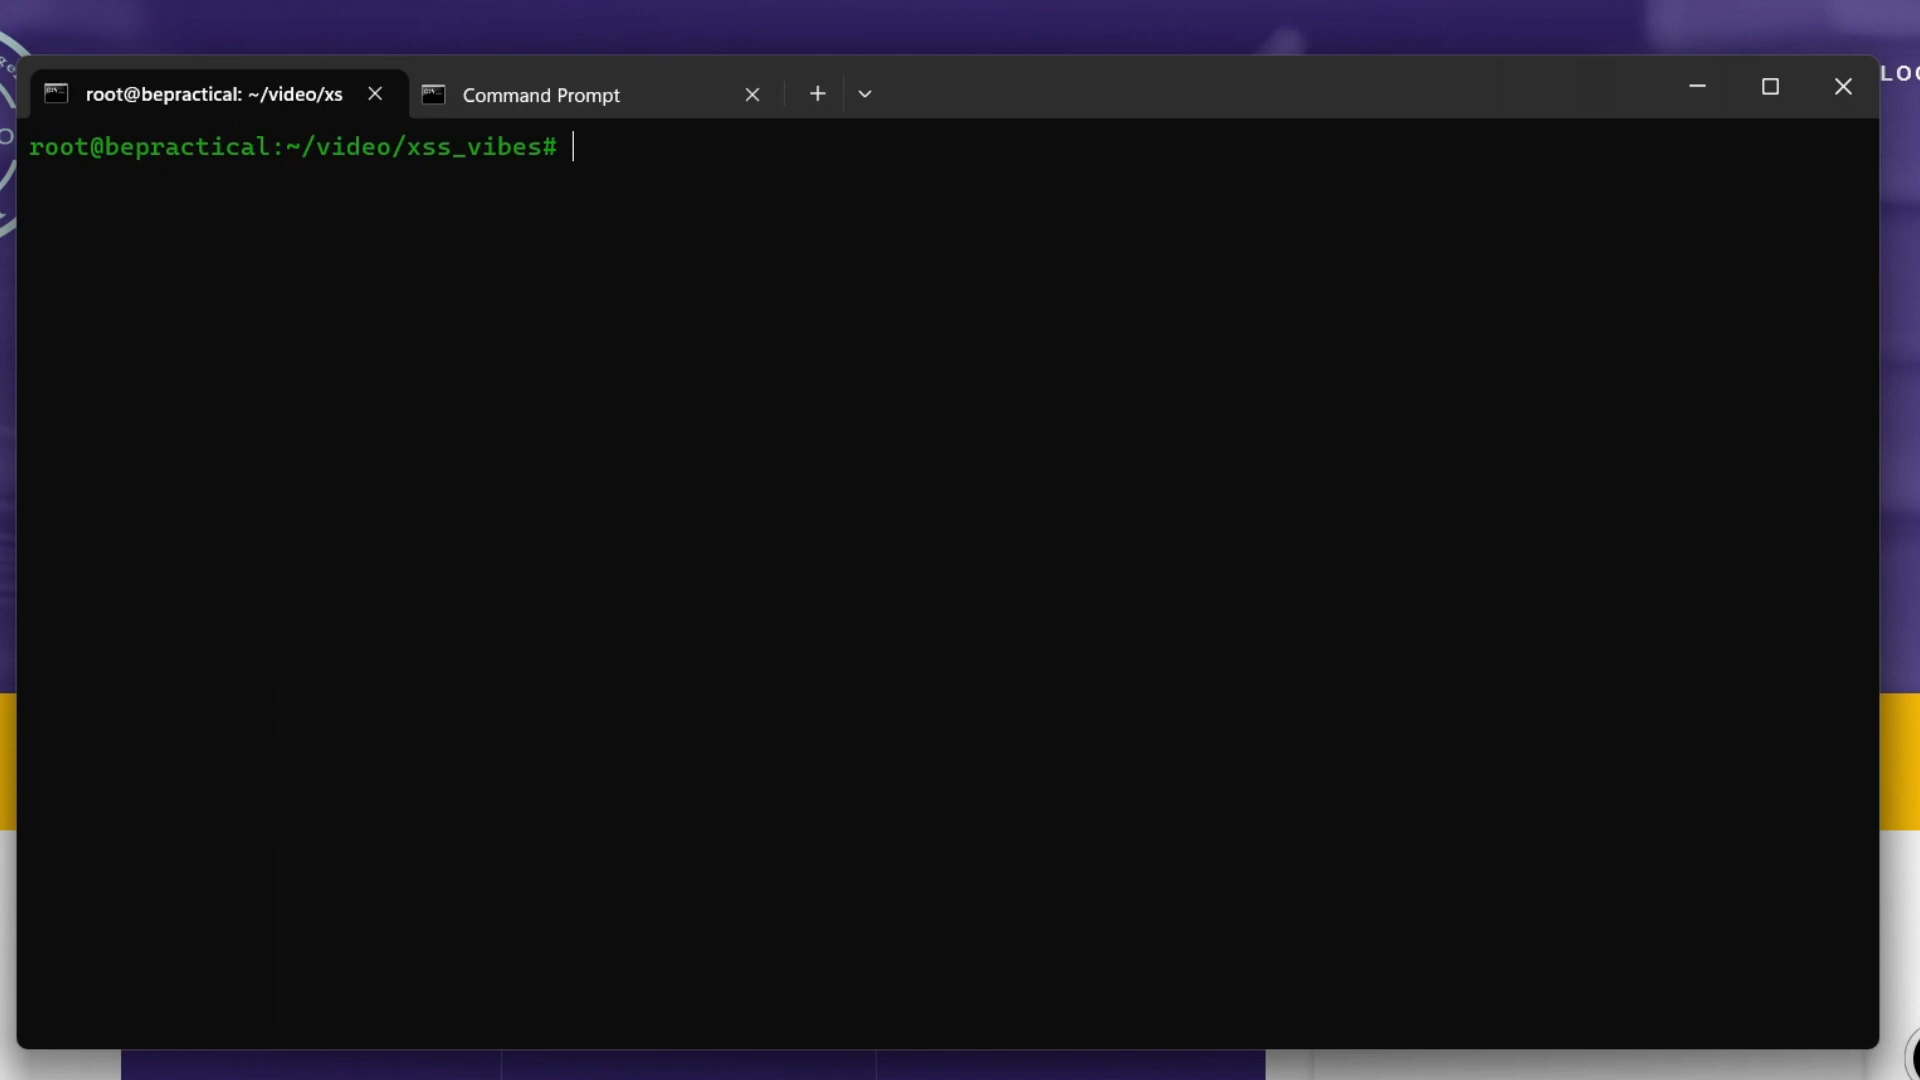 root@bepractical: ~/video/xs
Command Prompt
root@bepractical:~/video/xss_vibes#